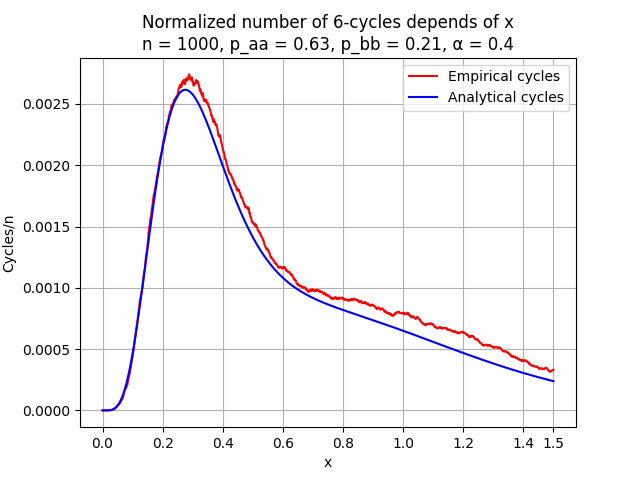 Normalized number of 6-cycles depends of x
n = 1000, p_aa = 0.63, p_bb = 0.21, α = 0.4
Empirical cycles
Analytical cycles
Cycles/n
0.0025
0.0020
0.0015
0.0010
0.0005
0.0000
0.0 0.2 0.4 0.6 0.8 1.0 1.2 1.4 1.5
x